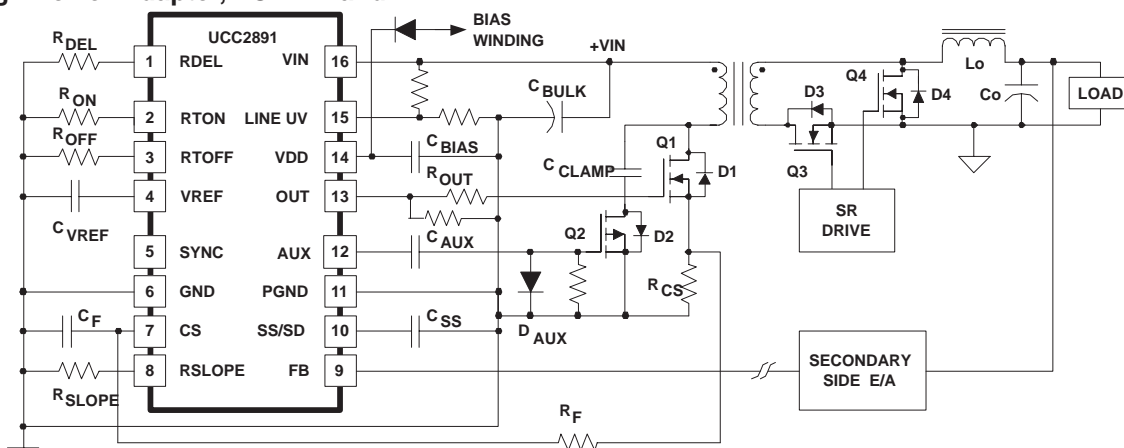 BIAS
WINDING
UCC2891
RDEL
1 RDEL VIN 16
+VIN
CBULK
Lo
Co
LOAD
Q4
D3
D4
RON
2 RTON LINE UV 15
ROFF
3 RTOFF VDD 14
CBIAS
Q1
D1
Q3
CCLAMP
ROUT
4 VREF OUT 13
CVREF
SR
DRIVE
Q2
D2
CAUX
5 SYNC AUX 12
6 GND PGND 11
RCS
CF
7 CS SS/SD 10
CSS
DAUX
8 RSLOPE FB 9
RSLOPE
SECONDARY
SIDE E/A
RF